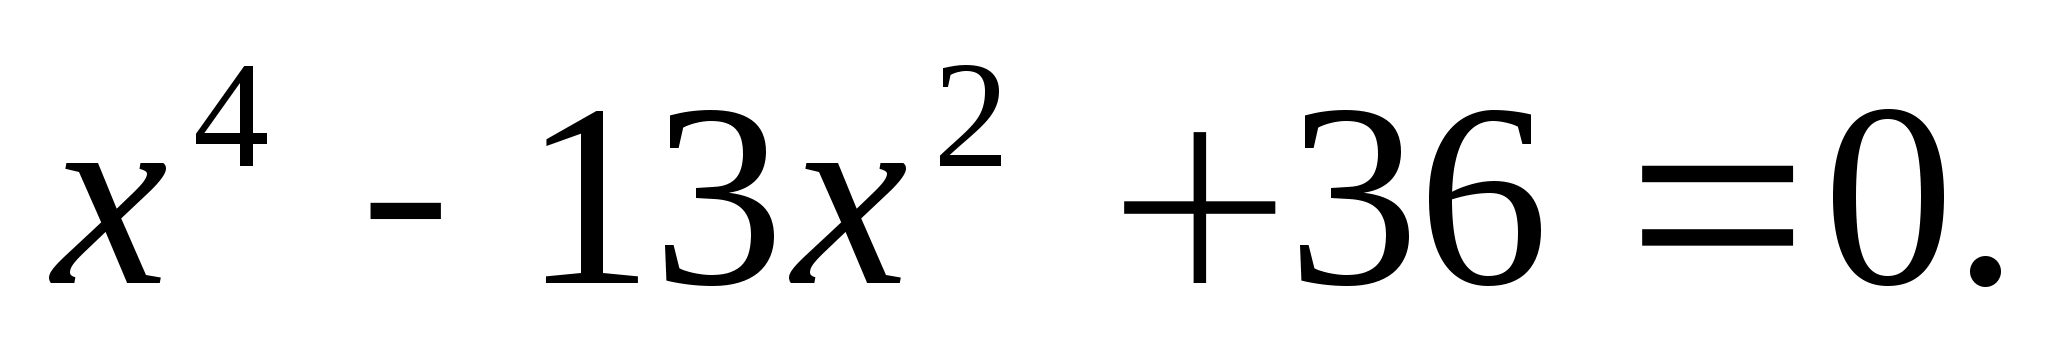 x⁴ - 13x² + 36 = 0.